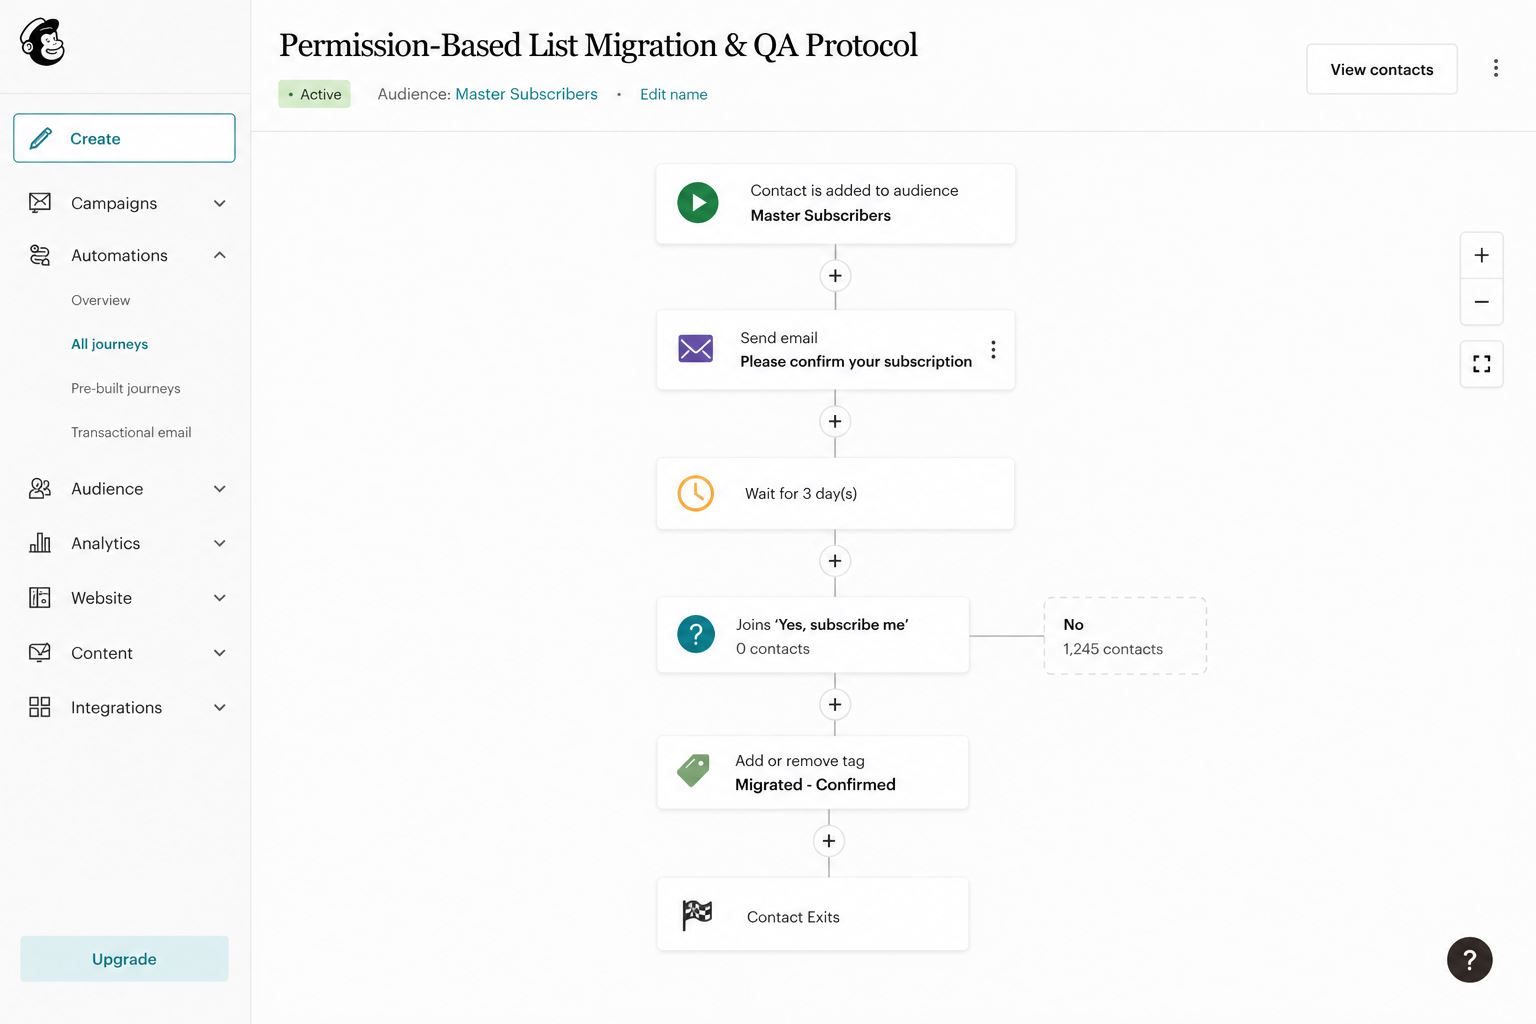 Permission-Based List Migration & QA Protocol
• Active
Audience: Master Subscribers • Edit name
View contacts
Create
Campaigns
Automations
Overview
All journeys
Pre-built journeys
Transactional email
Audience
Analytics
Website
Content
Integrations
Upgrade
Contact is added to audience
Master Subscribers
+
Send email
Please confirm your subscription
+
Wait for 3 day(s)
+
Joins ‘Yes, subscribe me’
0 contacts
No
1,245 contacts
+
Add or remove tag
Migrated - Confirmed
+
Contact Exits
+
−
?